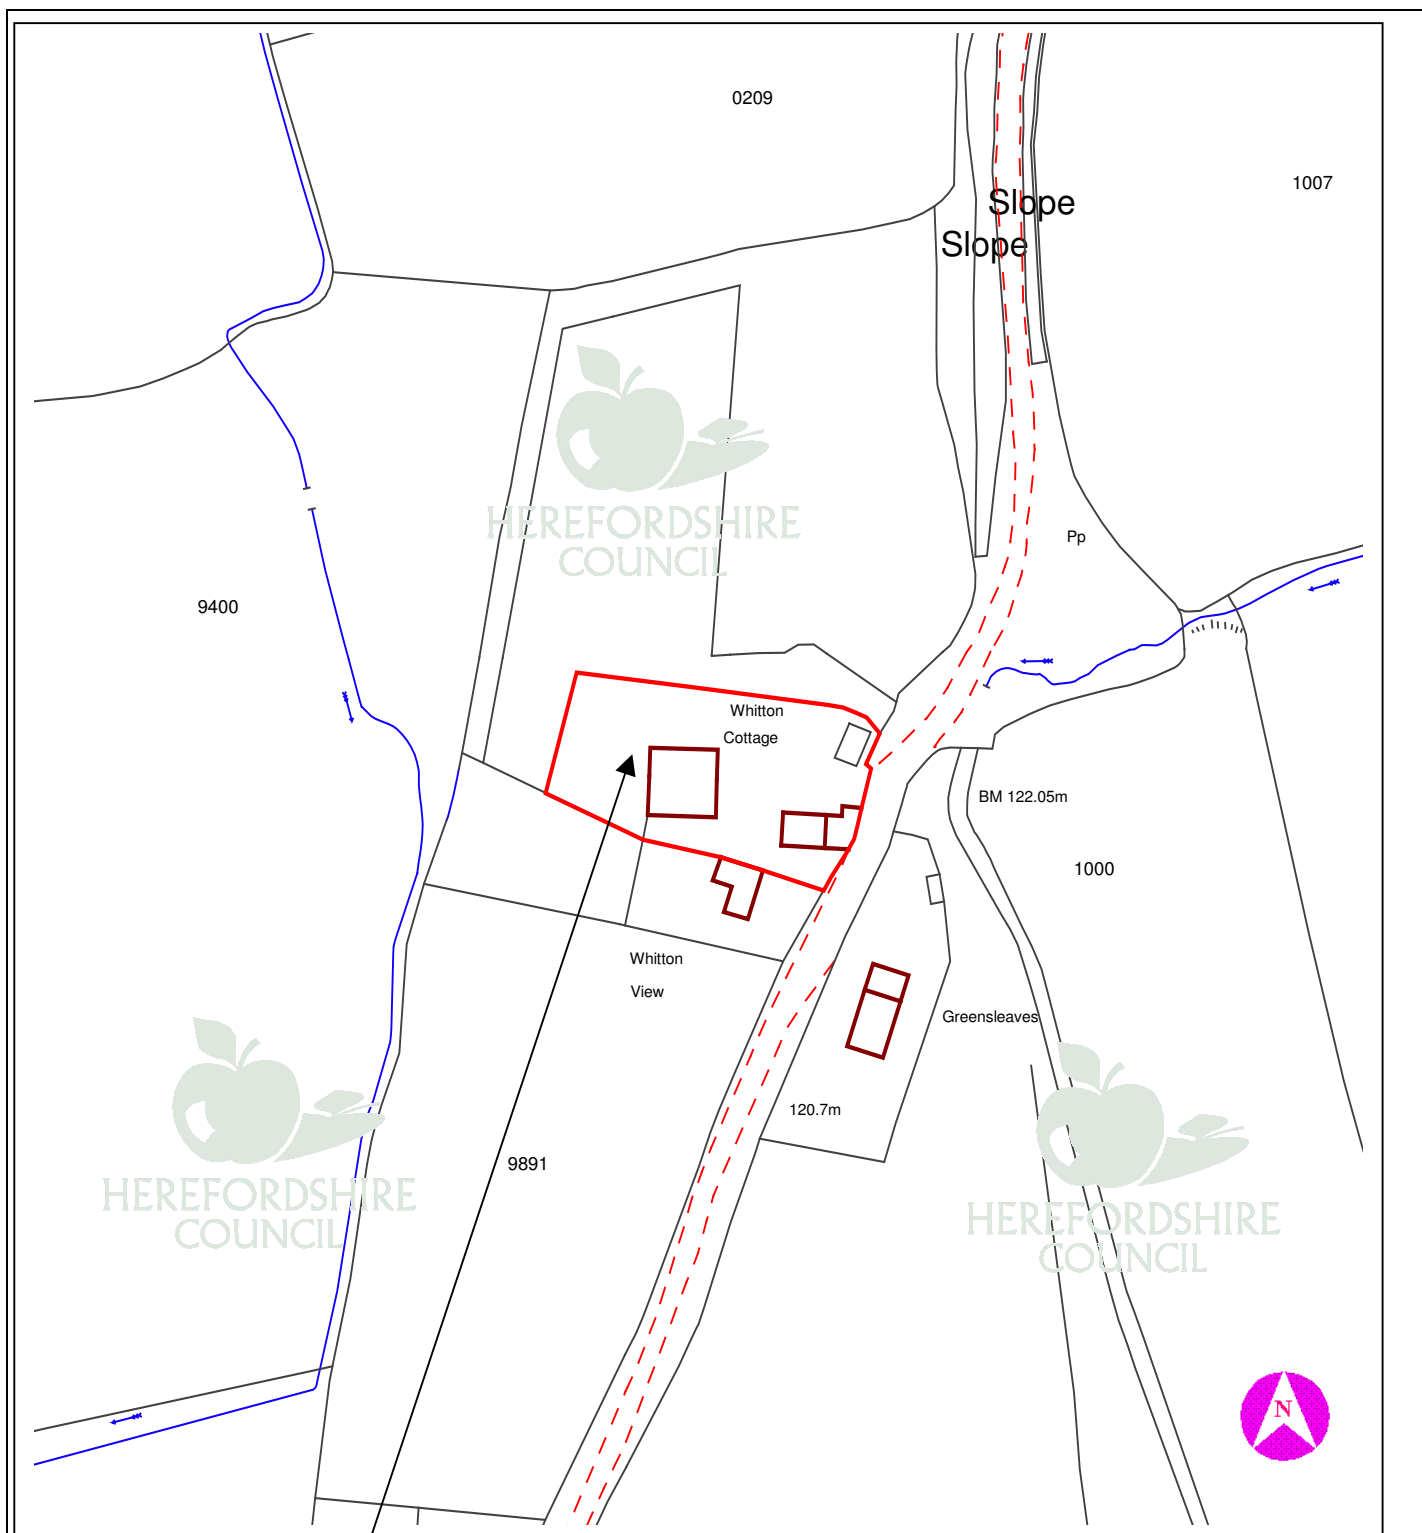 0209
1007
Slope
Slope
HEREFORDSHIRE
COUNCIL
Pp
9400
Whitton
Cottage
BM 122.05m
1000
Whitton
View
Greensleaves
120.7m
9891
HEREFORDSHIRE
COUNCIL
HEREFORDSHIRE
COUNCIL
N